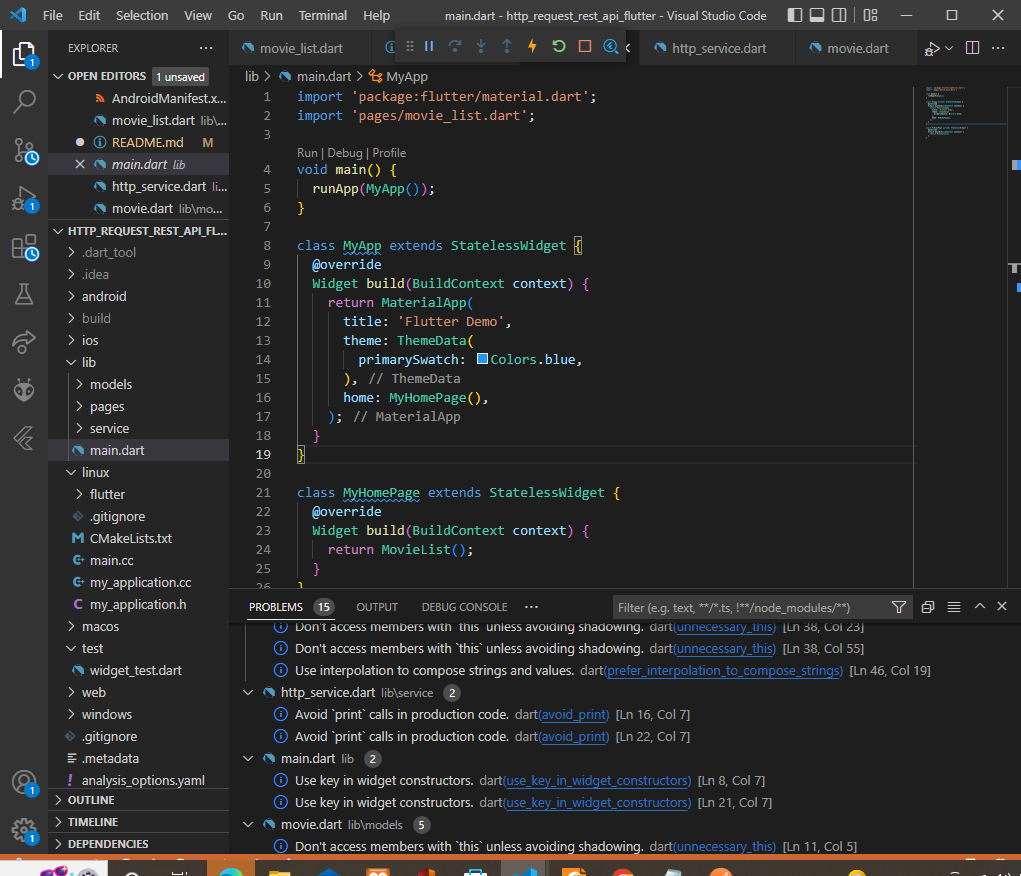 File Edit Selection View Go Run Terminal Help main.dart - http_request_rest_api_flutter - Visual Studio Code
EXPLORER
OPEN EDITORS 1 unsaved
AndroidManifest.x...
movie_list.dart lib\...
README.md M
main.dart lib
http_service.dart li...
movie.dart lib\mo...
HTTP_REQUEST_REST_API_FL...
.dart_tool
.idea
android
build
ios
lib
models
pages
service
main.dart
linux
flutter
.gitignore
CMakeLists.txt
main.cc
my_application.cc
my_application.h
macos
test
widget_test.dart
web
windows
.gitignore
.metadata
analysis_options.yaml
OUTLINE
TIMELINE
DEPENDENCIES
movie_list.dart http_service.dart movie.dart
lib > main.dart > MyApp
1 import 'package:flutter/material.dart';
2 import 'pages/movie_list.dart';
3
Run | Debug | Profile
4 void main() {
5 runApp(MyApp());
6 }
7
8 class MyApp extends StatelessWidget {
9 @override
10 Widget build(BuildContext context) {
11 return MaterialApp(
12 title: 'Flutter Demo',
13 theme: ThemeData(
14 primarySwatch: Colors.blue,
15 ), // ThemeData
16 home: MyHomePage(),
17 ); // MaterialApp
18 }
19 }
20
21 class MyHomePage extends StatelessWidget {
22 @override
23 Widget build(BuildContext context) {
24 return MovieList();
25 }
26 }
PROBLEMS 15 OUTPUT DEBUG CONSOLE ... Filter (e.g. text, **/*.ts, !**/node_modules/**)
Don't access members with `this` unless avoiding shadowing. dart(unnecessary_this) [Ln 38, Col 23]
Don't access members with `this` unless avoiding shadowing. dart(unnecessary_this) [Ln 38, Col 55]
Use interpolation to compose strings and values. dart(prefer_interpolation_to_compose_strings) [Ln 46, Col 19]
http_service.dart lib\service 2
Avoid `print` calls in production code. dart(avoid_print) [Ln 16, Col 7]
Avoid `print` calls in production code. dart(avoid_print) [Ln 22, Col 7]
main.dart lib 2
Use key in widget constructors. dart(use_key_in_widget_constructors) [Ln 8, Col 7]
Use key in widget constructors. dart(use_key_in_widget_constructors) [Ln 21, Col 7]
movie.dart lib\models 5
Don't access members with `this` unless avoiding shadowing. dart(unnecessary_this) [Ln 11, Col 5]